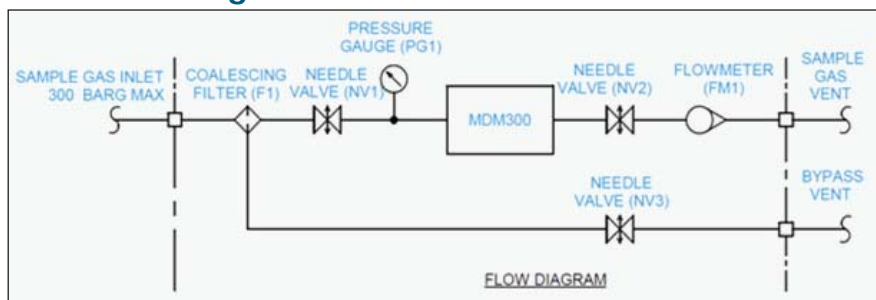 PRESSURE
GAUGE (PG1)
SAMPLE GAS INLET
300 BARG MAX
COALESCING
FILTER (F1)
NEEDLE
VALVE (NV1)
MDM300
NEEDLE
VALVE (NV2)
FLOWMETER
(FM1)
SAMPLE
GAS
VENT
NEEDLE
VALVE (NV3)
BYPASS
VENT
FLOW DIAGRAM